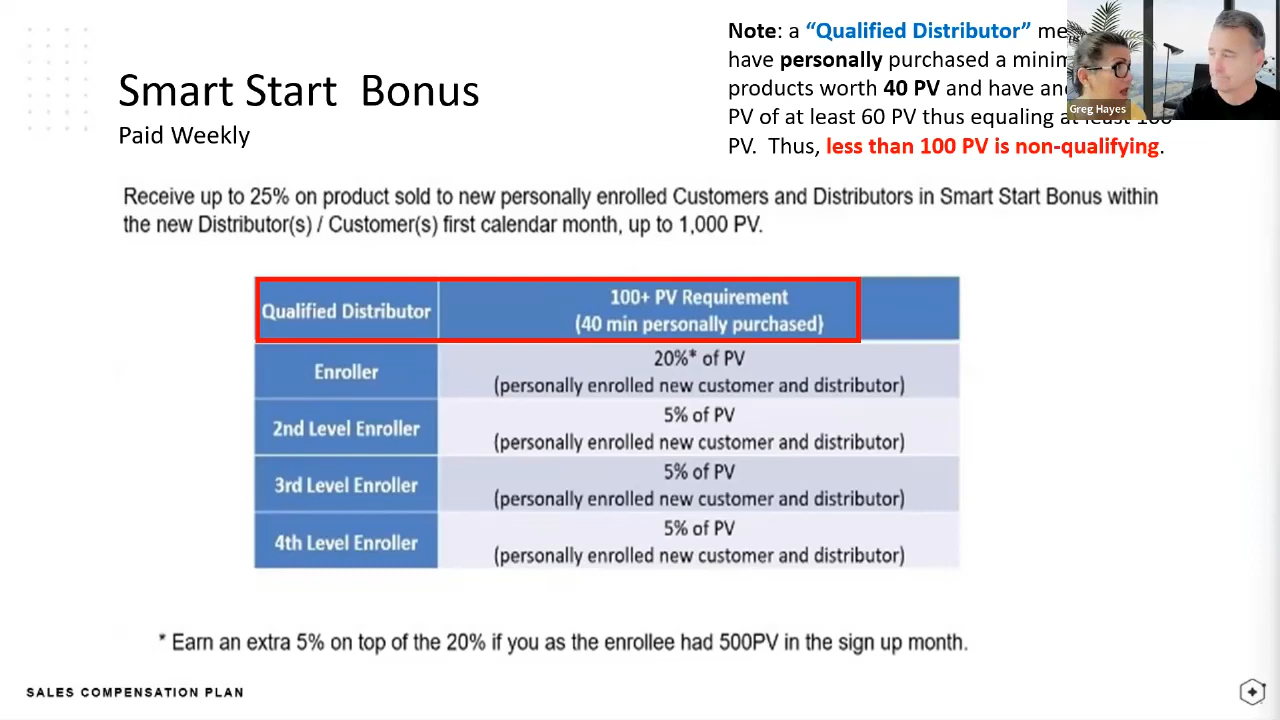 Note: a “Qualified Distributor”
have personally purchased a
products worth 40 PV and have
Greg Hayes
PV of at least 60 PV thus equaling at least 100
PV. Thus, less than 100 PV is non-qualifying.
Smart Start Bonus
Paid Weekly
Receive up to 25% on product sold to new personally enrolled Customers and Distributors in Smart Start Bonus within
the new Distributor(s) / Customer(s) first calendar month, up to 1,000 PV.
Qualified Distributor
100+ PV Requirement
(40 min personally purchased)
Enroller
20%* of PV
(personally enrolled new customer and distributor)
2nd Level Enroller
5% of PV
(personally enrolled new customer and distributor)
3rd Level Enroller
5% of PV
(personally enrolled new customer and distributor)
4th Level Enroller
5% of PV
(personally enrolled new customer and distributor)
* Earn an extra 5% on top of the 20% if you as the enrollee had 500PV in the sign up month.
SALES COMPENSATION PLAN